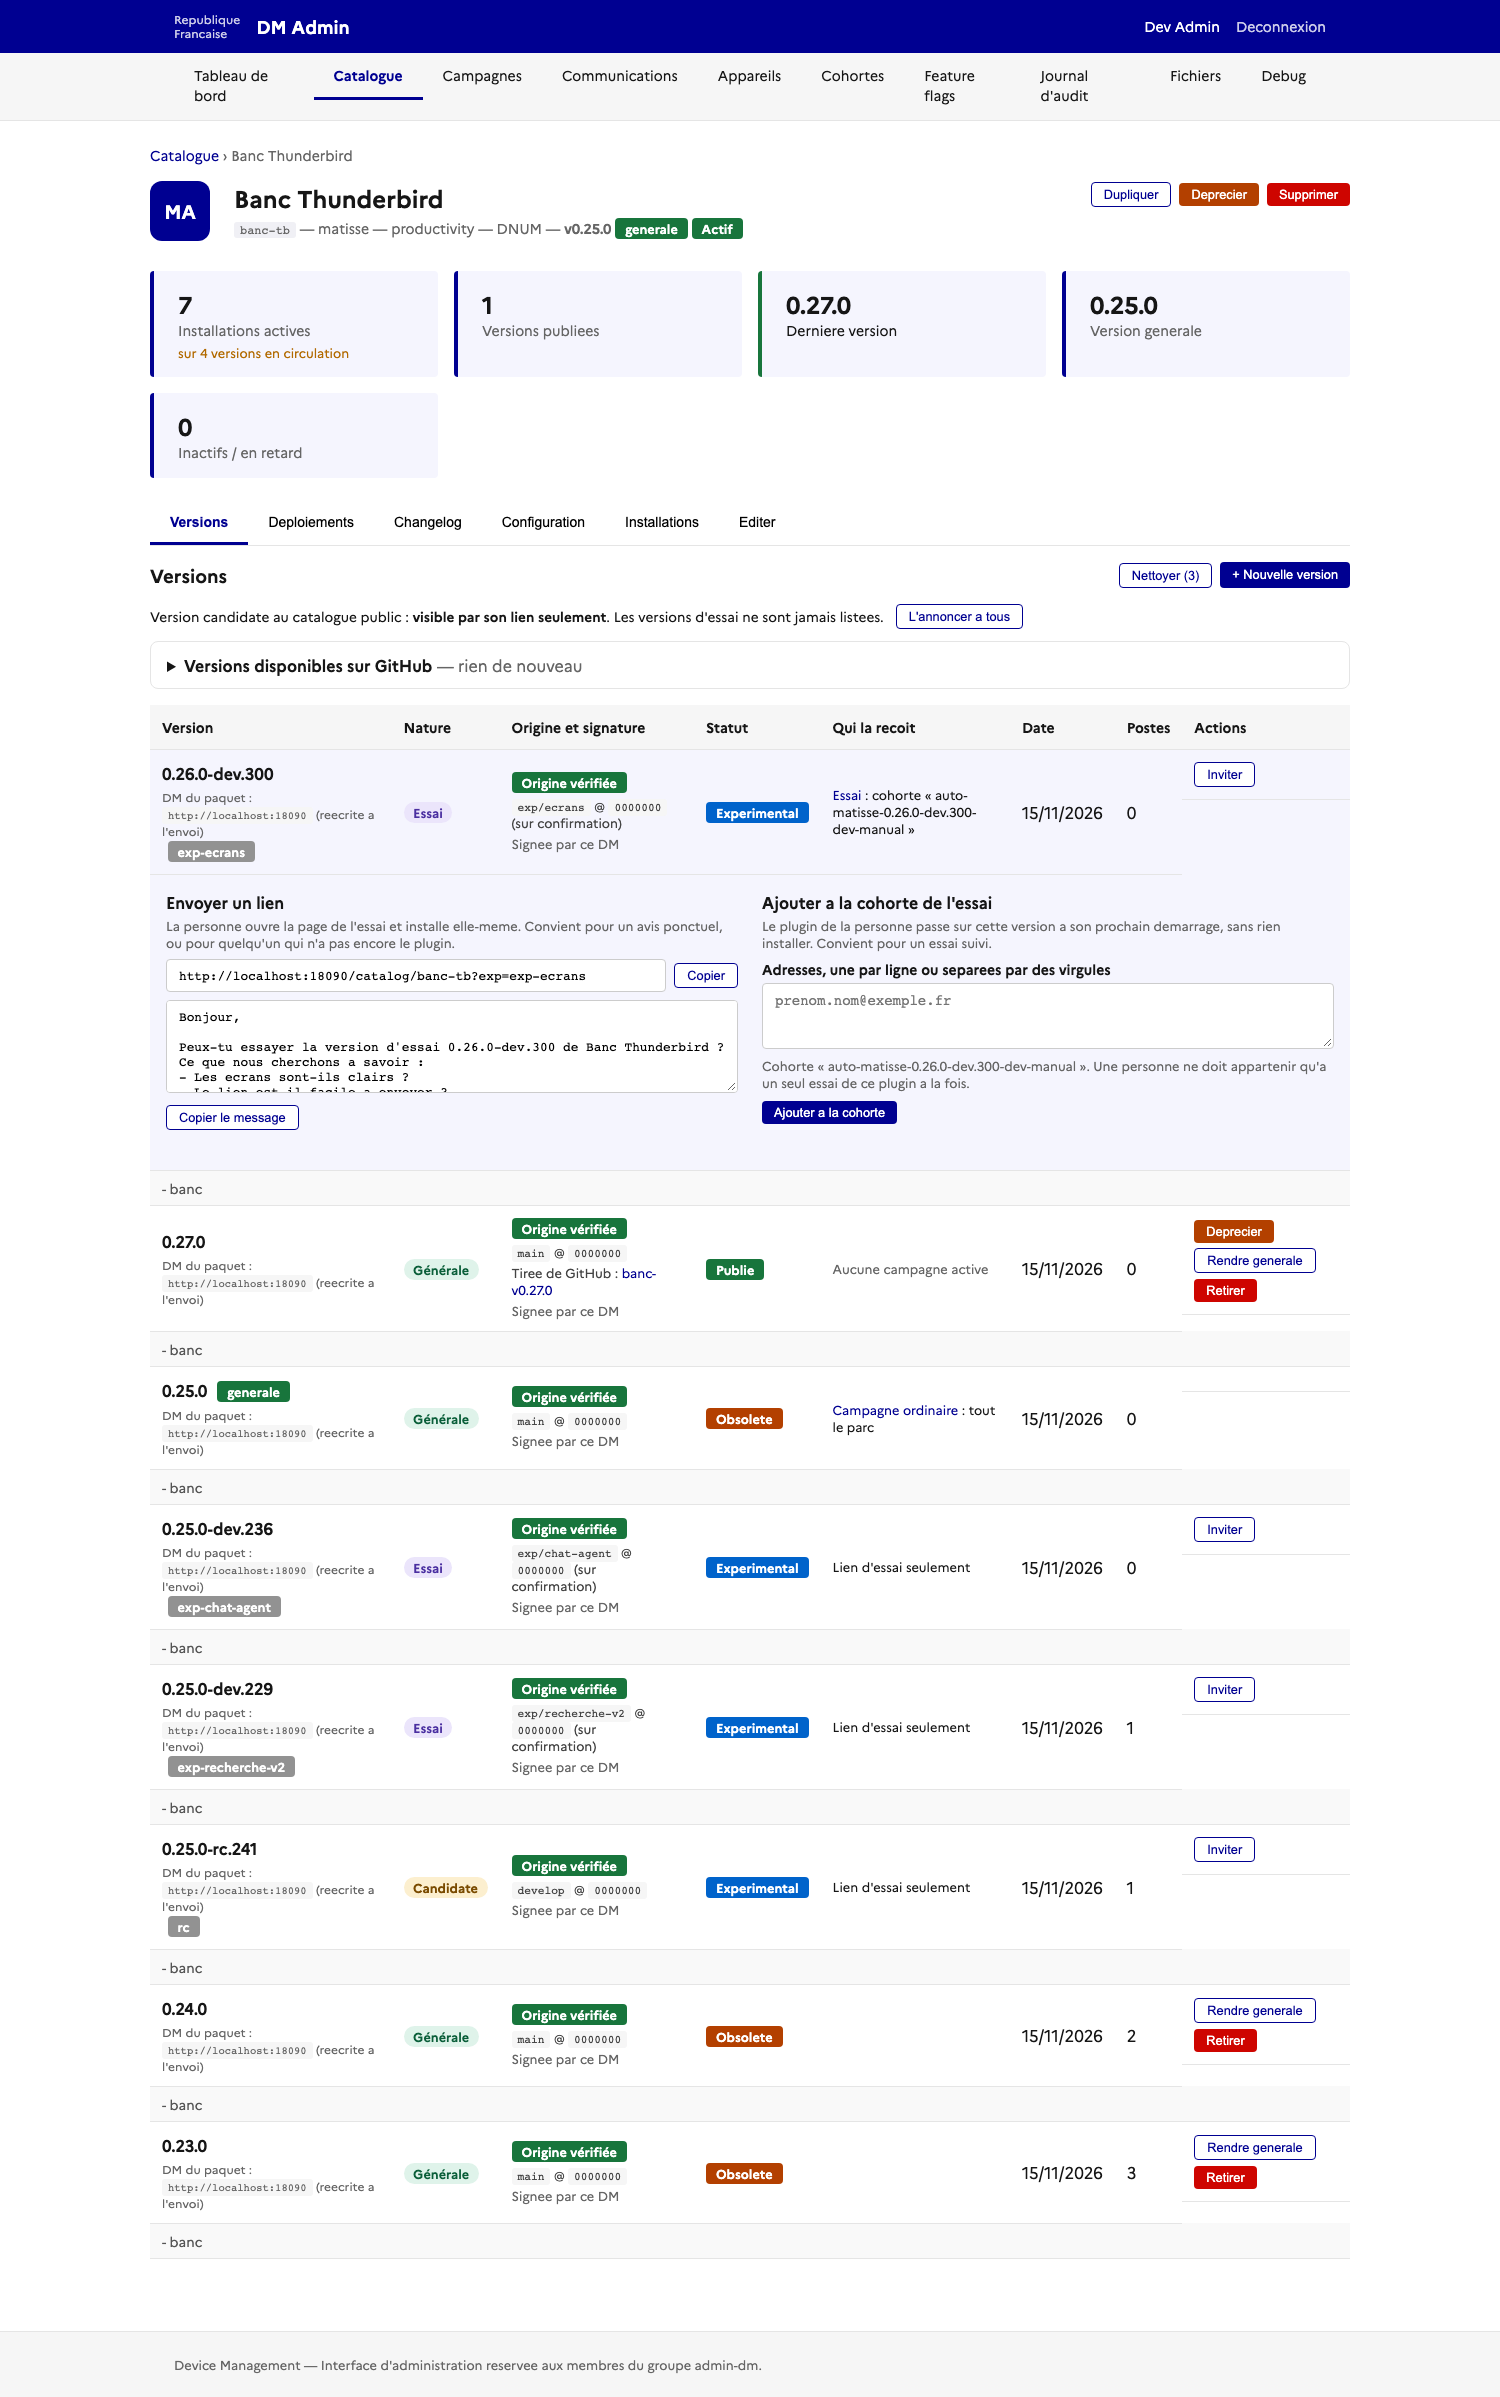 Republique
Francaise
DM Admin
Dev Admin
Deconnexion
Tableau de
bord
Catalogue
Campagnes
Communications
Appareils
Cohortes
Feature
flags
Journal
d'audit
Fichiers
Debug
Catalogue › Banc Thunderbird
MA
Banc Thunderbird
banc-tb — matisse — productivity — DNUM — v0.25.0 generale Actif
Dupliquer
Deprecier
Supprimer
7
Installations actives
sur 4 versions en circulation
1
Versions publiees
0.27.0
Derniere version
0.25.0
Version generale
0
Inactifs / en retard
Versions
Deploiements
Changelog
Configuration
Installations
Editer
Versions
Nettoyer (3)
+ Nouvelle version
Version candidate au catalogue public : visible par son lien seulement. Les versions d'essai ne sont jamais listees.
L'annoncer a tous
▶ Versions disponibles sur GitHub — rien de nouveau
Version
Nature
Origine et signature
Statut
Qui la recoit
Date
Postes
Actions
0.26.0-dev.300
DM du paquet :
http://localhost:18090 (reecrite a
l'envoi)
exp-ecrans
Essai
Origine vérifiée
exp/ecrans @ 0000000
(sur confirmation)
Signee par ce DM
Experimental
Essai : cohorte « auto-
matisse-0.26.0-dev.300-
dev-manual »
15/11/2026
0
Inviter
Envoyer un lien
La personne ouvre la page de l'essai et installe elle-meme. Convient pour un avis ponctuel,
ou pour quelqu'un qui n'a pas encore le plugin.
http://localhost:18090/catalog/banc-tb?exp=exp-ecrans
Copier
Bonjour,
Peux-tu essayer la version d'essai 0.26.0-dev.300 de Banc Thunderbird ?
Ce que nous cherchons a savoir :
- Les ecrans sont-ils clairs ?
- Le lien est-il facile a envoyer ?
Copier le message
Ajouter a la cohorte de l'essai
Le plugin de la personne passe sur cette version a son prochain demarrage, sans rien
installer. Convient pour un essai suivi.
Adresses, une par ligne ou separees par des virgules
prenom.nom@exemple.fr
Cohorte « auto-matisse-0.26.0-dev.300-dev-manual ». Une personne ne doit appartenir qu'a
un seul essai de ce plugin a la fois.
Ajouter a la cohorte
- banc
0.27.0
DM du paquet :
http://localhost:18090 (reecrite a
l'envoi)
Générale
Origine vérifiée
main @ 0000000
Tiree de GitHub : banc-
v0.27.0
Signee par ce DM
Publie
Aucune campagne active
15/11/2026
0
Deprecier
Rendre generale
Retirer
- banc
0.25.0 generale
DM du paquet :
http://localhost:18090 (reecrite a
l'envoi)
Générale
Origine vérifiée
main @ 0000000
Signee par ce DM
Obsolete
Campagne ordinaire : tout
le parc
15/11/2026
0
- banc
0.25.0-dev.236
DM du paquet :
http://localhost:18090 (reecrite a
l'envoi)
exp-chat-agent
Essai
Origine vérifiée
exp/chat-agent @
0000000 (sur
confirmation)
Signee par ce DM
Experimental
Lien d'essai seulement
15/11/2026
0
Inviter
- banc
0.25.0-dev.229
DM du paquet :
http://localhost:18090 (reecrite a
l'envoi)
exp-recherche-v2
Essai
Origine vérifiée
exp/recherche-v2 @
0000000 (sur
confirmation)
Signee par ce DM
Experimental
Lien d'essai seulement
15/11/2026
1
Inviter
- banc
0.25.0-rc.241
DM du paquet :
http://localhost:18090 (reecrite a
l'envoi)
rc
Candidate
Origine vérifiée
develop @ 0000000
Signee par ce DM
Experimental
Lien d'essai seulement
15/11/2026
1
Inviter
- banc
0.24.0
DM du paquet :
http://localhost:18090 (reecrite a
l'envoi)
Générale
Origine vérifiée
main @ 0000000
Signee par ce DM
Obsolete
15/11/2026
2
Rendre generale
Retirer
- banc
0.23.0
DM du paquet :
http://localhost:18090 (reecrite a
l'envoi)
Générale
Origine vérifiée
main @ 0000000
Signee par ce DM
Obsolete
15/11/2026
3
Rendre generale
Retirer
- banc
Device Management — Interface d'administration reservee aux membres du groupe admin-dm.